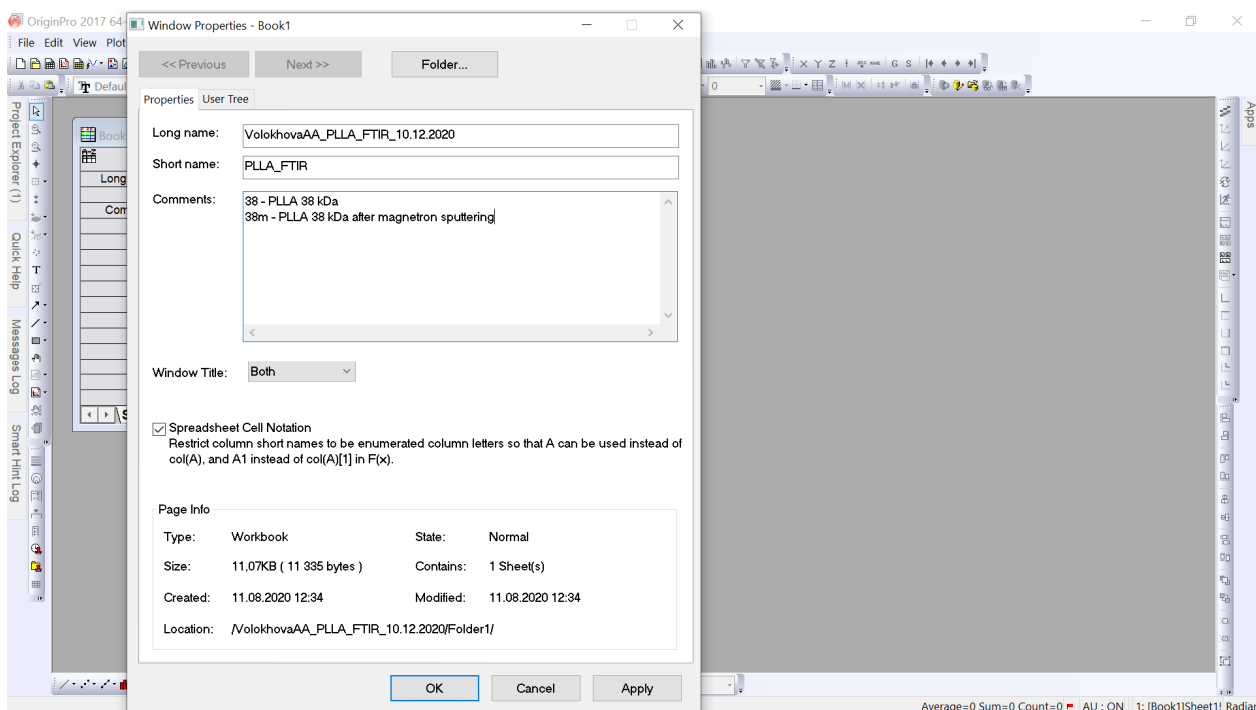 OriginPro 2017 64-
Window Properties - Book1
File Edit View Plot
<< Previous Next >> Folder...
Defaul
0
X Y Z
G S
Properties User Tree
Project Explorer (1)
Quick Help
Messages Log
Smart Hint Log
Apps
Book
Long
Com
T
Long name: VolokhovaAA_PLLA_FTIR_10.12.2020
Short name: PLLA_FTIR
Comments: 38 - PLLA 38 kDa
38m - PLLA 38 kDa after magnetron sputtering
Window Title: Both
Spreadsheet Cell Notation
Restrict column short names to be enumerated column letters so that A can be used instead of
col(A), and A1 instead of col(A)[1] in F(x).
Page Info
Type: Workbook State: Normal
Size: 11,07KB ( 11 335 bytes ) Contains: 1 Sheet(s)
Created: 11.08.2020 12:34 Modified: 11.08.2020 12:34
Location: /VolokhovaAA_PLLA_FTIR_10.12.2020/Folder1/
OK Cancel Apply
Average=0 Sum=0 Count=0 AU : ON 1: [Book1]Sheet1! Radian